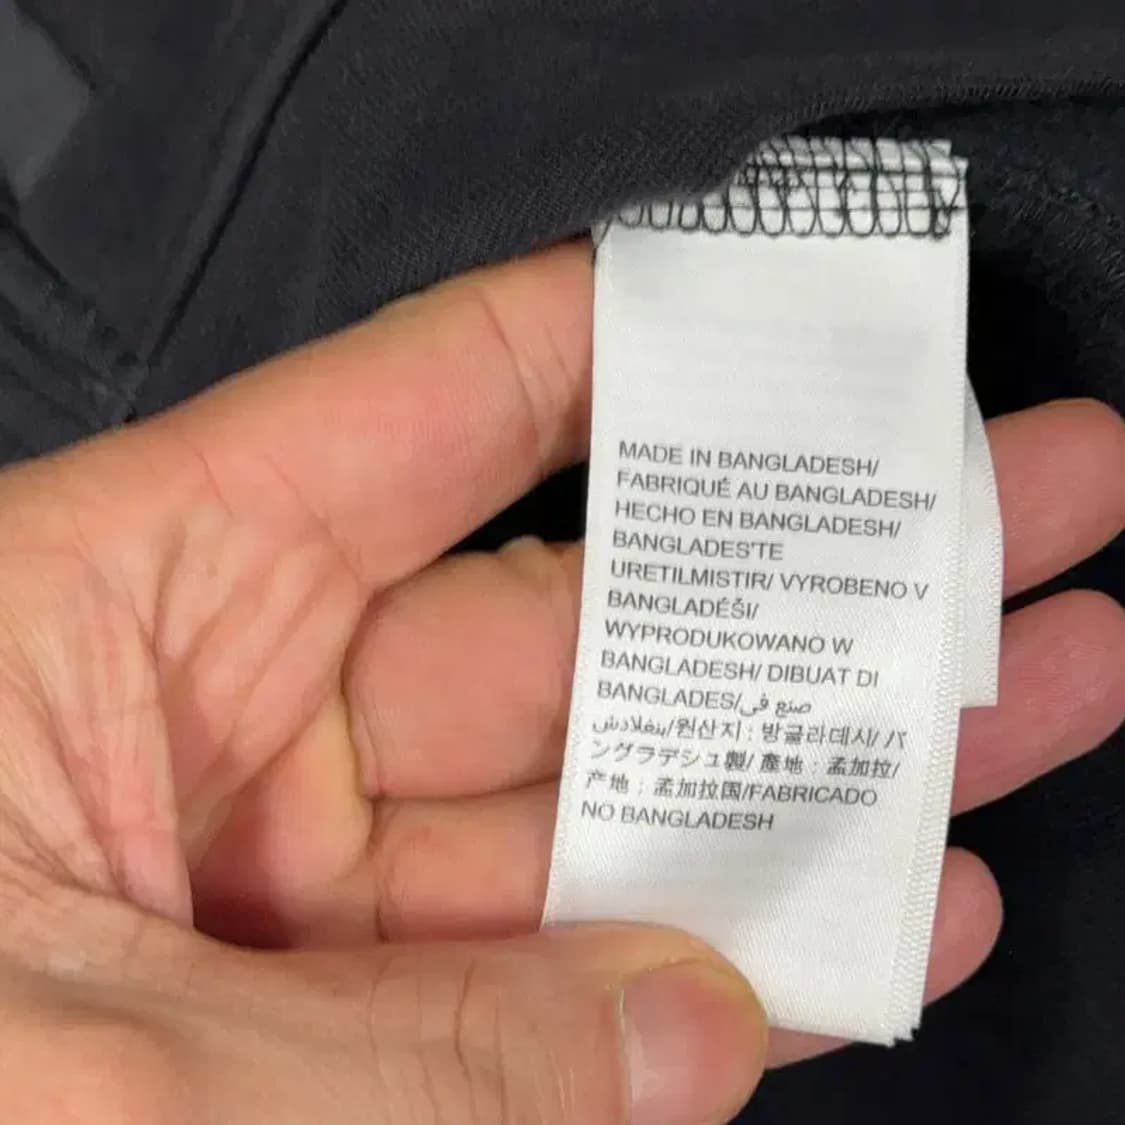 MADE IN BANGLADESH/
FABRIQUÉ AU BANGLADESH/
HECHO EN BANGLADESH/
BANGLADES'TE
URETILMISTIR/ VYROBENO V
BANGLADÉŠI/
WYPRODUKOWANO W
BANGLADESH/ DIBUAT DI
BANGLADES/صنع في
بنغلادش/원산지 : 방글라데시/ バ
ングラデシュ製/ 產地 : 孟加拉/
产地 : 孟加拉国/FABRICADO
NO BANGLADESH